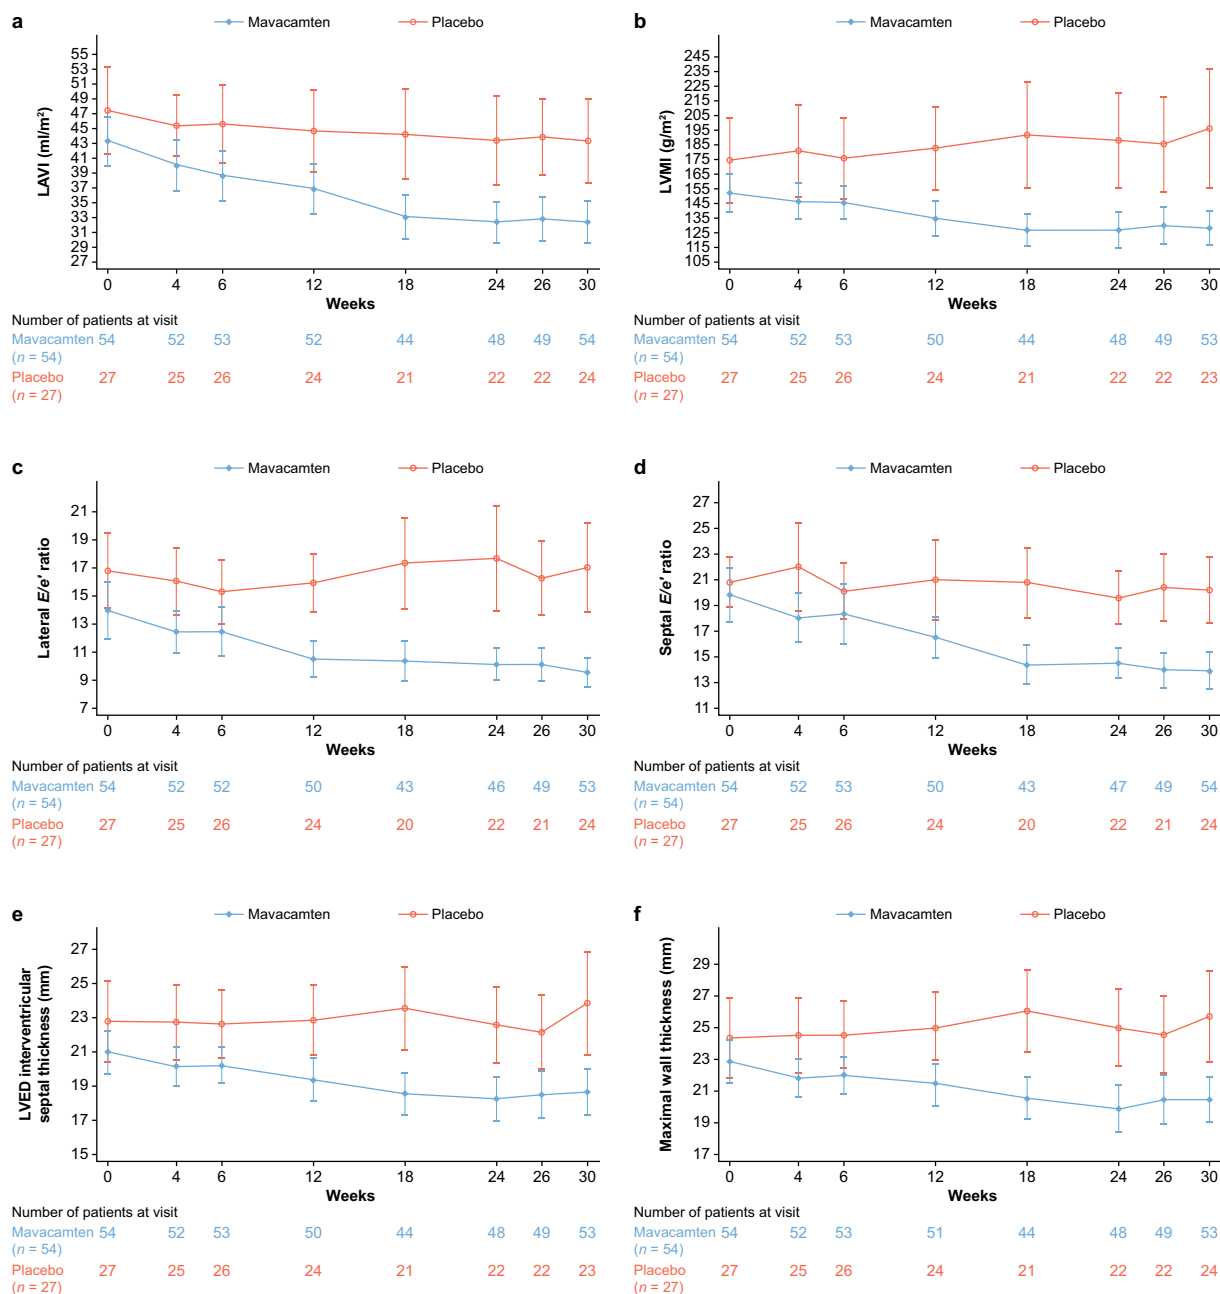 a
Mavacamten Placebo
LAVI (ml/m²)
55
53
51
49
47
45
43
41
39
37
35
33
31
29
27
0 4 6 12 18 24 26 30
Weeks
Number of patients at visit
Mavacamten 54 52 53 52 44 48 49 54
(n = 54)
Placebo 27 25 26 24 21 22 22 24
(n = 27)
b
Mavacamten Placebo
LVMI (g/m²)
245
235
225
215
205
195
185
175
165
155
145
135
125
115
105
0 4 6 12 18 24 26 30
Weeks
Number of patients at visit
Mavacamten 54 52 53 50 44 48 49 53
(n = 54)
Placebo 27 25 26 24 21 22 22 23
(n = 27)
c
Mavacamten Placebo
Lateral E/e′ ratio
21
19
17
15
13
11
9
7
0 4 6 12 18 24 26 30
Weeks
Number of patients at visit
Mavacamten 54 52 52 50 43 46 49 53
(n = 54)
Placebo 27 25 26 24 20 22 21 24
(n = 27)
d
Mavacamten Placebo
Septal E/e′ ratio
27
25
23
21
19
17
15
13
11
0 4 6 12 18 24 26 30
Weeks
Number of patients at visit
Mavacamten 54 52 53 50 43 47 49 54
(n = 54)
Placebo 27 25 26 24 20 22 21 24
(n = 27)
e
Mavacamten Placebo
LVED interventricular
septal thickness (mm)
27
25
23
21
19
17
15
0 4 6 12 18 24 26 30
Weeks
Number of patients at visit
Mavacamten 54 52 53 50 44 48 49 53
(n = 54)
Placebo 27 25 26 24 21 22 22 23
(n = 27)
f
Mavacamten Placebo
Maximal wall thickness (mm)
29
27
25
23
21
19
17
0 4 6 12 18 24 26 30
Weeks
Number of patients at visit
Mavacamten 54 52 53 51 44 48 49 53
(n = 54)
Placebo 27 25 26 24 21 22 22 24
(n = 27)